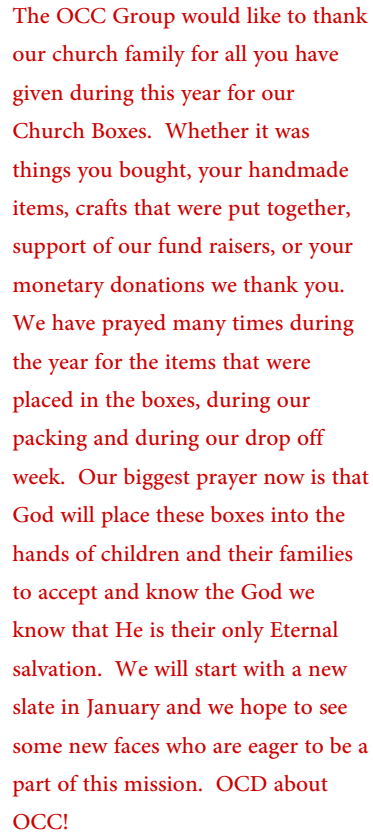 The OCC Group would like to thank
our church family for all you have
given during this year for our
Church Boxes.  Whether it was
things you bought, your handmade
items, crafts that were put together,
support of our fund raisers, or your
monetary donations we thank you.
We have prayed many times during
the year for the items that were
placed in the boxes, during our
packing and during our drop off
week.  Our biggest prayer now is that
God will place these boxes into the
hands of children and their families
to accept and know the God we
know that He is their only Eternal
salvation.  We will start with a new
slate in January and we hope to see
some new faces who are eager to be a
part of this mission.  OCD about
OCC!